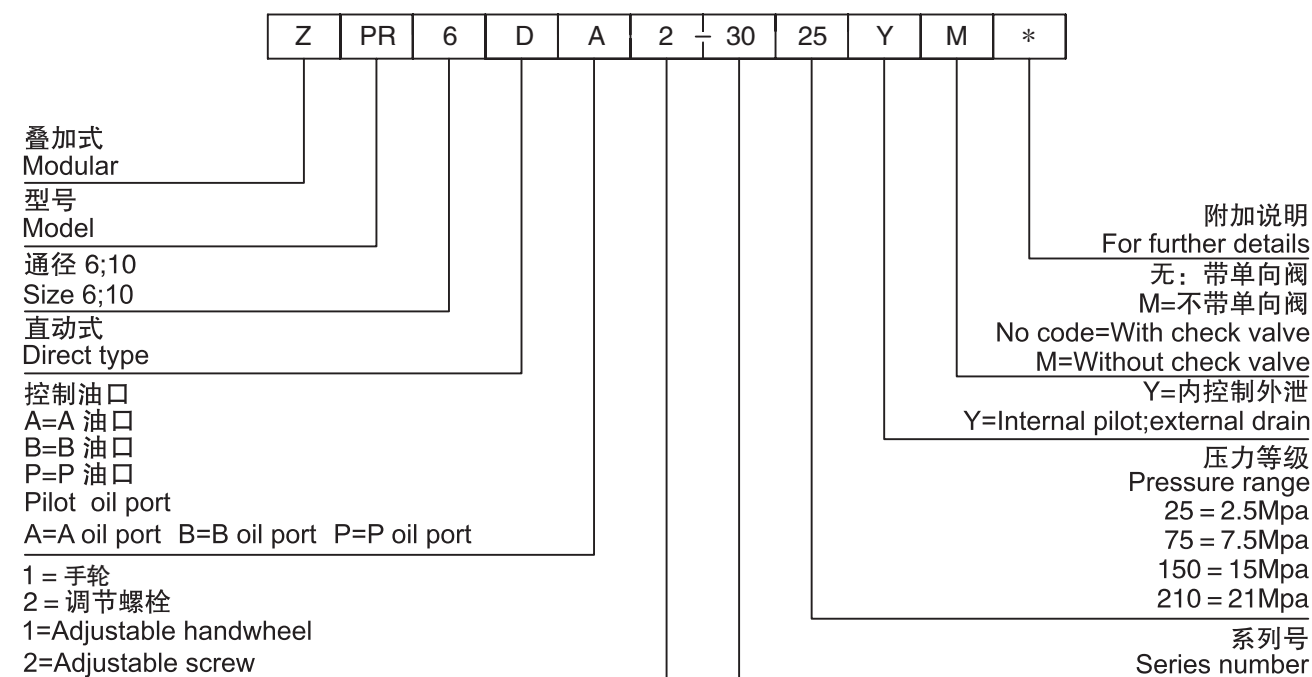 Z PR 6 D A 2 - 30 25 Y M *
叠加式
Modular
型号
Model
通径 6;10
Size 6;10
直动式
Direct type
控制油口
A=A 油口
B=B 油口
P=P 油口
Pilot oil port
A=A oil port B=B oil port P=P oil port
1 = 手轮
2 = 调节螺栓
1=Adjustable handwheel
2=Adjustable screw
附加说明
For further details
无：带单向阀
M=不带单向阀
No code=With check valve
M=Without check valve
Y=内控制外泄
Y=Internal pilot;external drain
压力等级
Pressure range
25 = 2.5Mpa
75 = 7.5Mpa
150 = 15Mpa
210 = 21Mpa
系列号
Series number